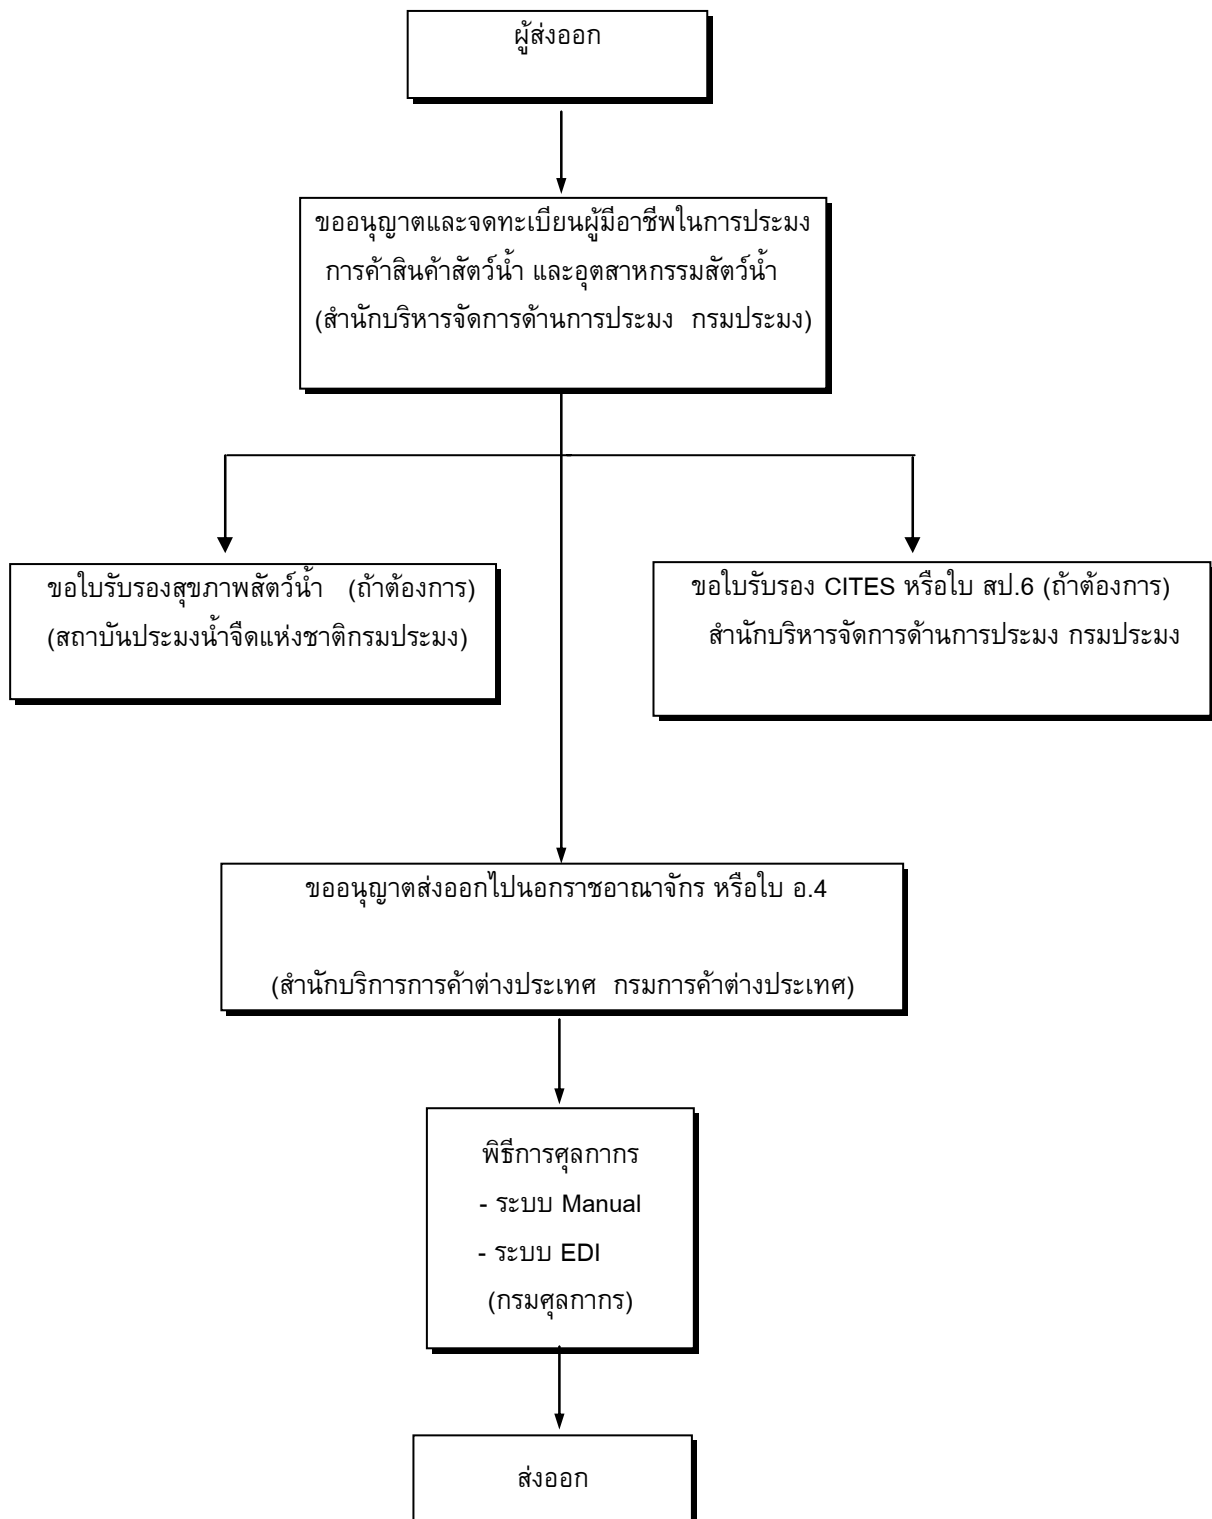 ผู้ส่งออก
ขออนุญาตและจดทะเบียนผู้มีอาชีพในการประมง
การค้าสินค้าสัตว์น้ำ และอุตสาหกรรมสัตว์น้ำ
(สำนักบริหารจัดการด้านการประมง กรมประมง)
ขอใบรับรองสุขภาพสัตว์น้ำ (ถ้าต้องการ)
(สถาบันประมงน้ำจืดแห่งชาติกรมประมง)
ขอใบรับรอง CITES หรือใบ สป.6 (ถ้าต้องการ)
สำนักบริหารจัดการด้านการประมง กรมประมง
ขออนุญาตส่งออกไปนอกราชอาณาจักร หรือใบ อ.4
(สำนักบริการการค้าต่างประเทศ กรมการค้าต่างประเทศ)
พิธีการศุลกากร
- ระบบ Manual
- ระบบ EDI
(กรมศุลกากร)
ส่งออก